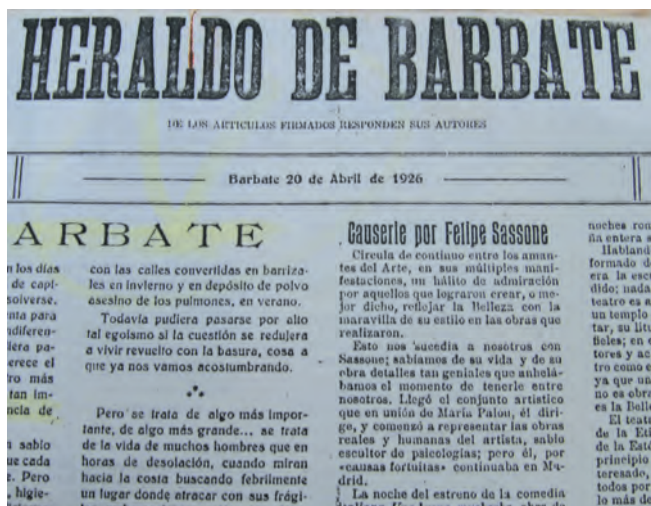 HERALDO DE BARBATE
DE LOS ARTICULOS FIRMADOS RESPONDEN SUS AUTORES
Barbate 20 de Abril de 1926
ARBATE
n los días
de capi-
solverse.
nta para
ndiferen-
iera pa-
erece el
ro más
tan im-
ncia de
n sabio
ue cada
e. Pero
, higie-
con las calles convertidas en barriza-
les en invierno y en depósito de polvo
asesino de los pulmones, en verano.
Todavía pudiera pasarse por alto
tal egoismo si la cuestión se redujera
a vivir revuelto con la basura, cosa a
que ya nos vamos acostumbrando.
Pero se trata de algo más impor-
tante, de algo más grande... se trata
de la vida de muchos hombres que en
horas de desolación, cuando miran
hacia la costa buscando febrilmente
un lugar donde atracar con sus frági-
Causerie por Felipe Sassone
Circula de continuo entre los aman-
tes del Arte, en sus múltiples mani-
festaciones, un hálito de admiración
por aquellos que lograron crear, o me-
jor dicho, reflejar la Belleza con la
maravilla de su estilo en las obras que
realizaron.
Esto nos sucedia a nosotros con
Sassone; sabíamos de su vida y de su
obra detalles tan geniales que anhelá-
bamos el momento de tenerle entre
nosotros. Llegó el conjunto artístico
que en unión de María Palou, él diri-
ge, y comenzó a representar las obras
reales y humanas del artista, sabio
escultor de psicologías; pero él, por
«causas fortuitas» continuaba en Ma-
drid.
La noche del estreno de la comedia
noches ron
ña entera s
Habland
formado d
era la esc
dido; nada
teatro es a
un templo
tar, su litu
fieles; en e
tores y ac
tro como e
ya que un
no es obra
es la Belle
El teat
de la Eti
de la Esté
principio
teresado,
todos por
lo más de